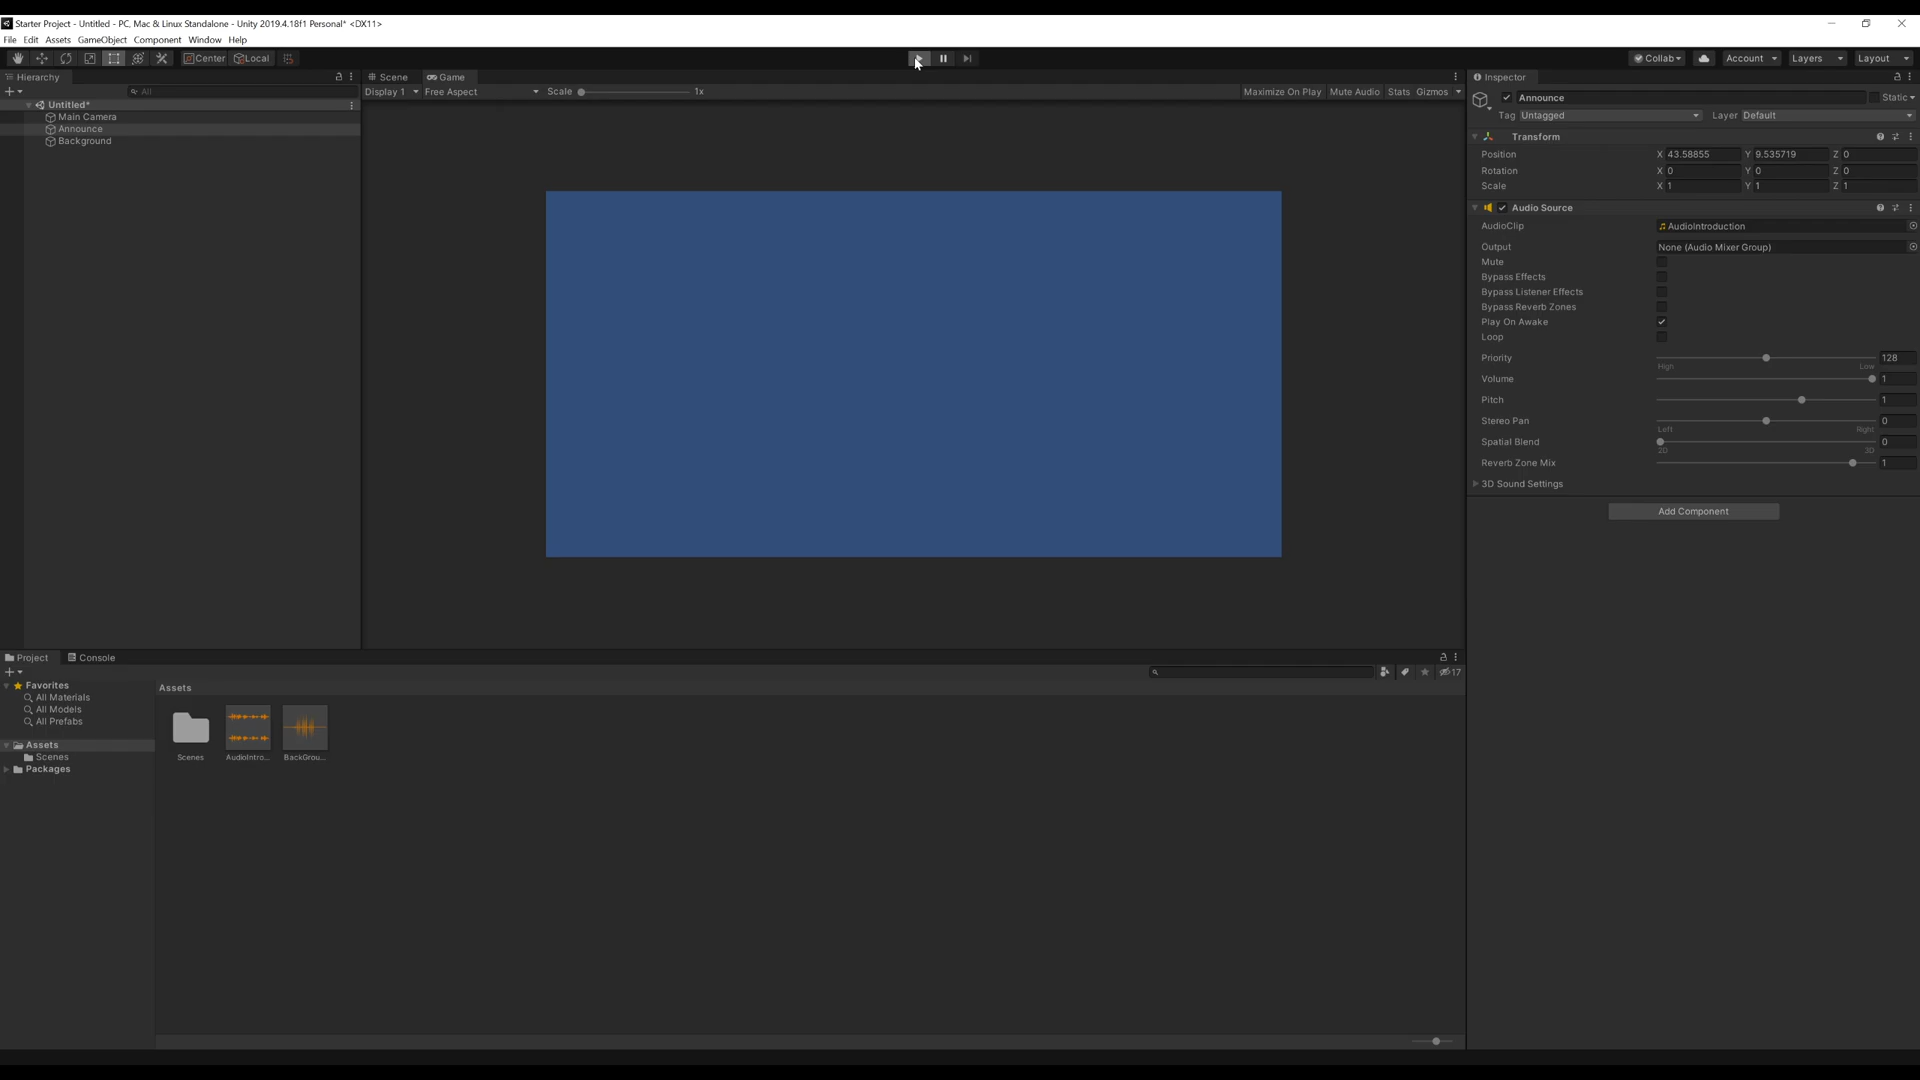 Starter Project - Untitled - PC, Mac & Linux Standalone - Unity 2019.4.18f1 Personal* <DX11>
File Edit Assets GameObject Component Window Help
Center Local Collab Account Layers Layout
Hierarchy
All
Untitled*
Main Camera
Announce
Background
Scene Game
Display 1 Free Aspect Scale 1x Maximize On Play Mute Audio Stats Gizmos
Inspector
Announce Static
Tag Untagged Layer Default
Transform
Position X 43.58855 Y 9.535719 Z 0
Rotation X 0 Y 0 Z 0
Scale X 1 Y 1 Z 1
Audio Source
AudioClip AudioIntroduction
Output None (Audio Mixer Group)
Mute
Bypass Effects
Bypass Listener Effects
Bypass Reverb Zones
Play On Awake
Loop
Priority 128
High Low
Volume 1
Pitch 1
Stereo Pan 0
Left Right
Spatial Blend 0
2D 3D
Reverb Zone Mix 1
3D Sound Settings
Add Component
Project Console
17
Favorites
All Materials
All Models
All Prefabs
Assets
Scenes
Packages
Assets
Scenes AudioIntro... BackGrou...